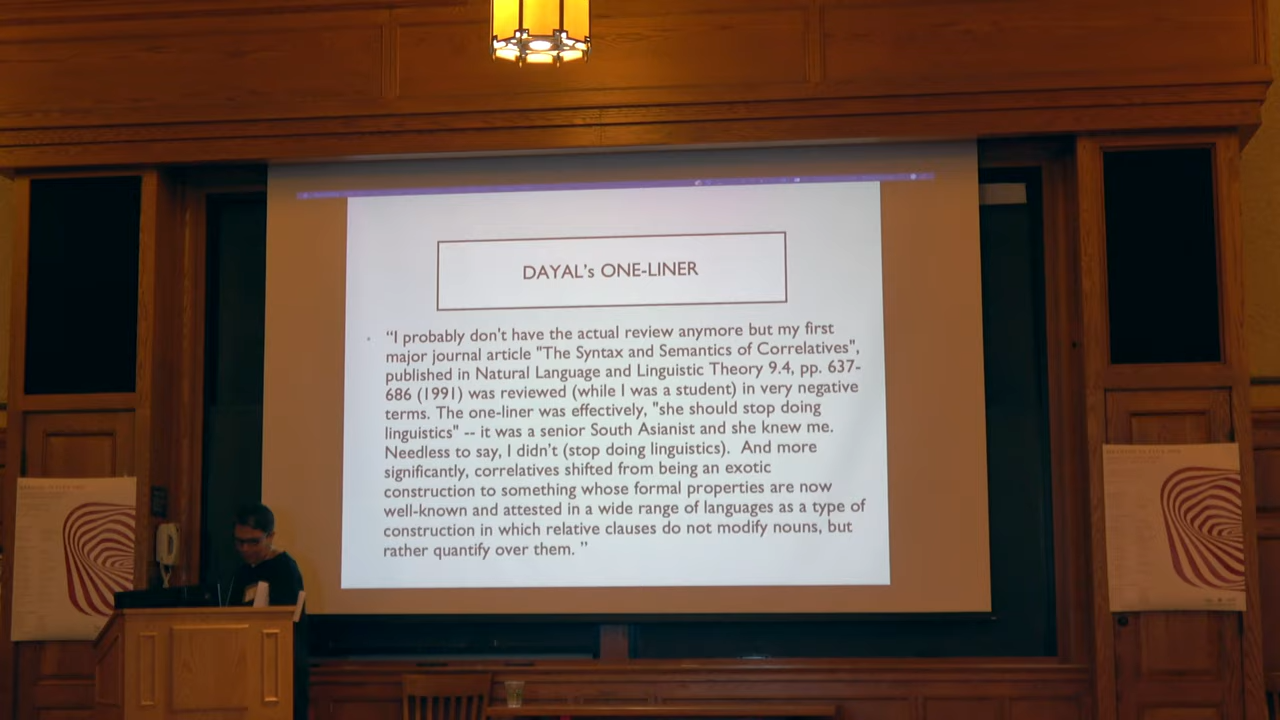 DAYAL's ONE-LINER
• "I probably don't have the actual review anymore but my first
major journal article "The Syntax and Semantics of Correlatives",
published in Natural Language and Linguistic Theory 9.4, pp. 637-
686 (1991) was reviewed (while I was a student) in very negative
terms. The one-liner was effectively, "she should stop doing
linguistics" -- it was a senior South Asianist and she knew me.
Needless to say, I didn't (stop doing linguistics). And more
significantly, correlatives shifted from being an exotic
construction to something whose formal properties are now
well-known and attested in a wide range of languages as a type of
construction in which relative clauses do not modify nouns, but
rather quantify over them. "